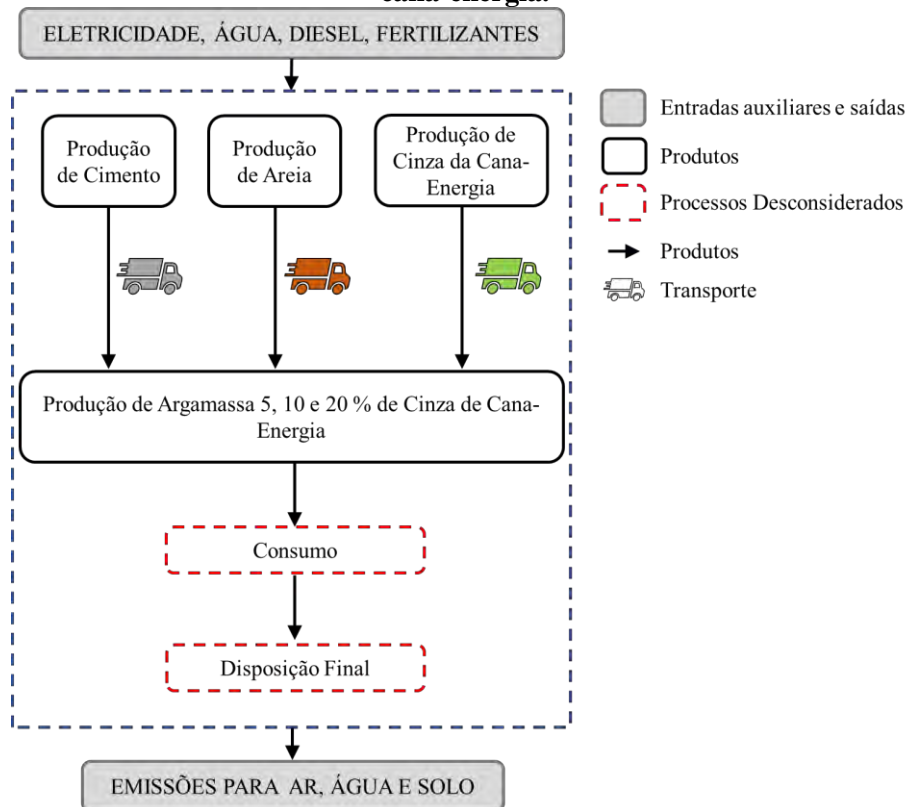 cana-energia.
ELETRICIDADE, ÁGUA, DIESEL, FERTILIZANTES
Produção
de Cimento
Produção
de Areia
Produção de
Cinza da Cana-
Energia
Entradas auxiliares e saídas
Produtos
Processos Desconsiderados
Produtos
Transporte
Produção de Argamassa 5, 10 e 20 % de Cinza de Cana-
Energia
Consumo
Disposição Final
EMISSÕES PARA AR, ÁGUA E SOLO